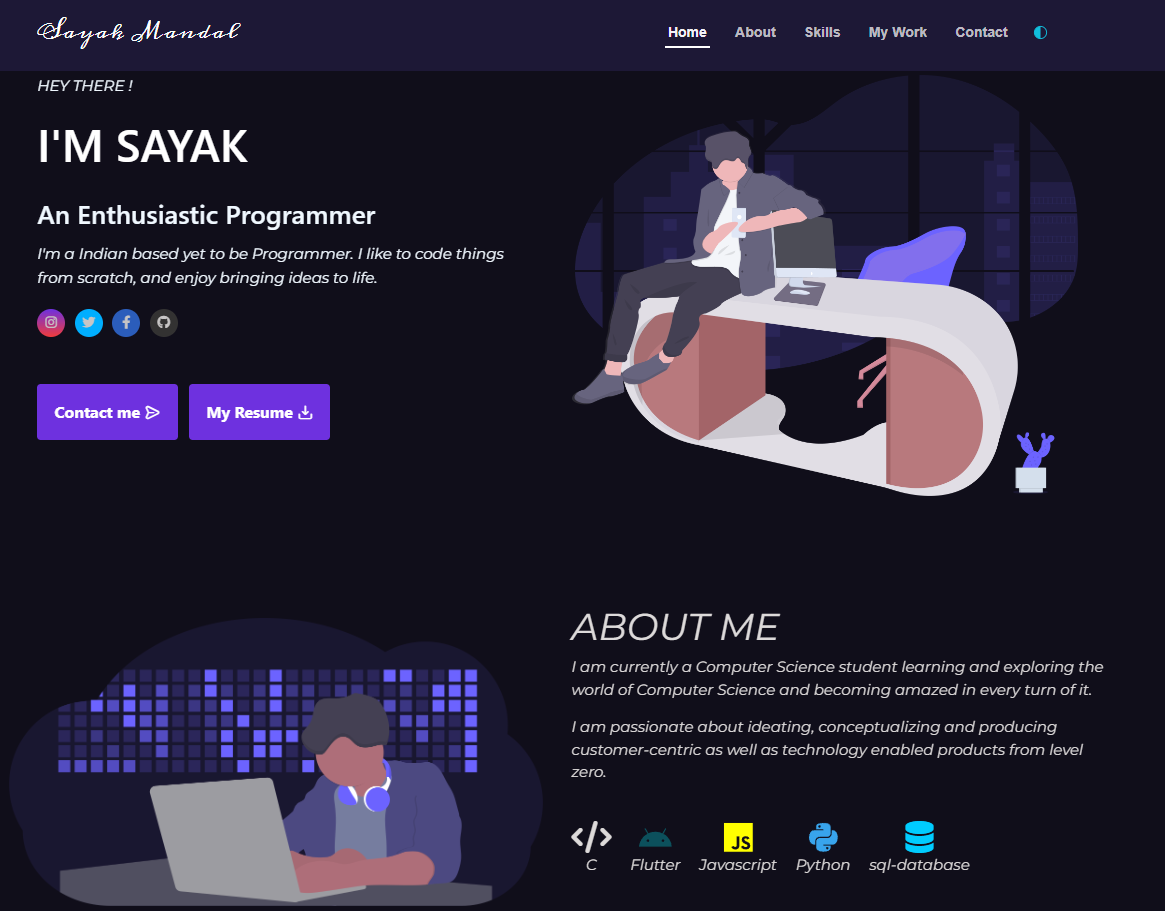 Sayak Mandal
Home About Skills My Work Contact
HEY THERE !
I'M SAYAK
An Enthusiastic Programmer
I'm a Indian based yet to be Programmer. I like to code things
from scratch, and enjoy bringing ideas to life.
Contact me My Resume
ABOUT ME
I am currently a Computer Science student learning and exploring the
world of Computer Science and becoming amazed in every turn of it.
I am passionate about ideating, conceptualizing and producing
customer-centric as well as technology enabled products from level
zero.
JS
C Flutter Javascript Python sql-database